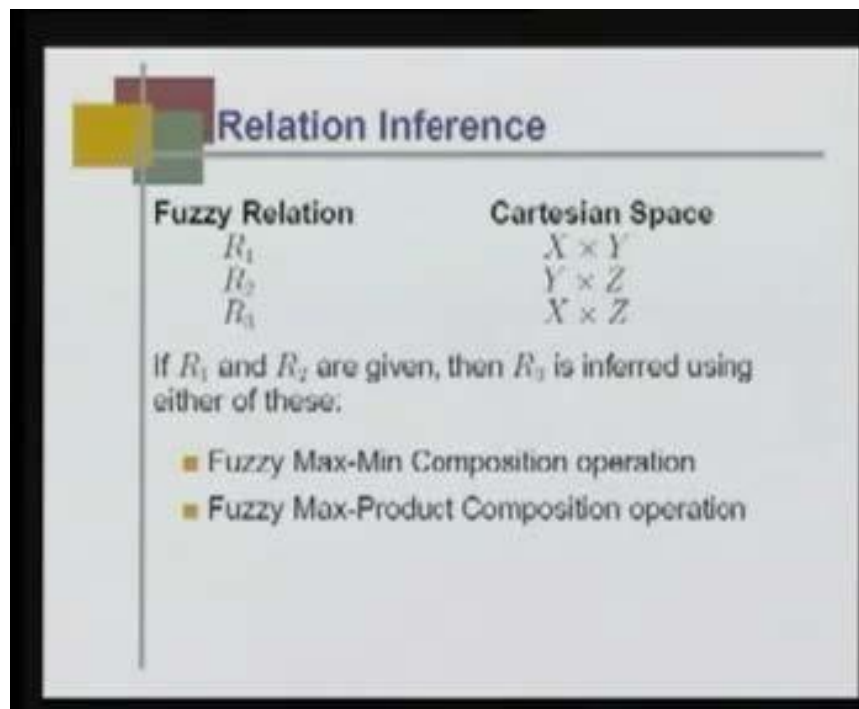 Relation Inference
Fuzzy Relation Cartesian Space
R₁ X × Y
R₂ Y × Z
R₃ X × Z
If R₁ and R₂ are given, then R₃ is inferred using
either of these:
Fuzzy Max-Min Composition operation
Fuzzy Max-Product Composition operation